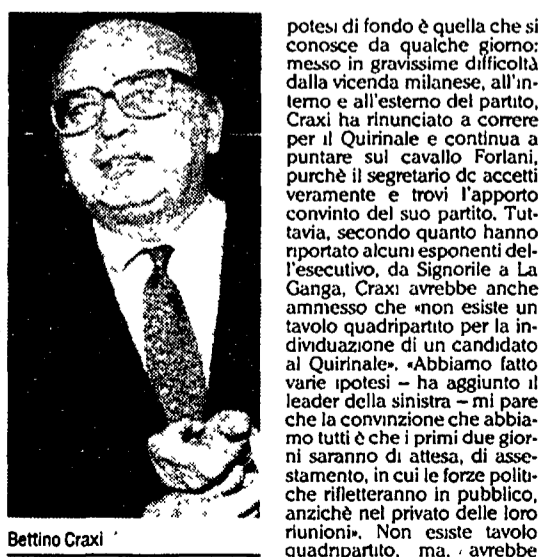 potesi di fondo è quella che si
conosce da qualche giorno:
messo in gravissime difficoltà
dalla vicenda milanese, all'in-
terno e all'esterno del partito,
Craxi ha rinunciato a correre
per il Quirinale e continua a
puntare sul cavallo Forlani,
purchè il segretario dc accetti
veramente e trovi l'apporto
convinto del suo partito. Tut-
tavia, secondo quanto hanno
riportato alcuni esponenti del-
l'esecutivo, da Signorile a La
Ganga, Craxi avrebbe anche
ammesso che «non esiste un
tavolo quadripartito per la in-
dividuazione di un candidato
al Quirinale». «Abbiamo fatto
varie ipotesi – ha aggiunto il
leader della sinistra – mi pare
che la convinzione che abbia-
mo tutti è che i primi due gior-
ni saranno di attesa, di asse-
stamento, in cui le forze politi-
che rifletteranno in pubblico,
anzichè nel privato delle loro
riunioni». Non esiste tavolo
quadripartito, ma, avrebbe
Bettino Craxi